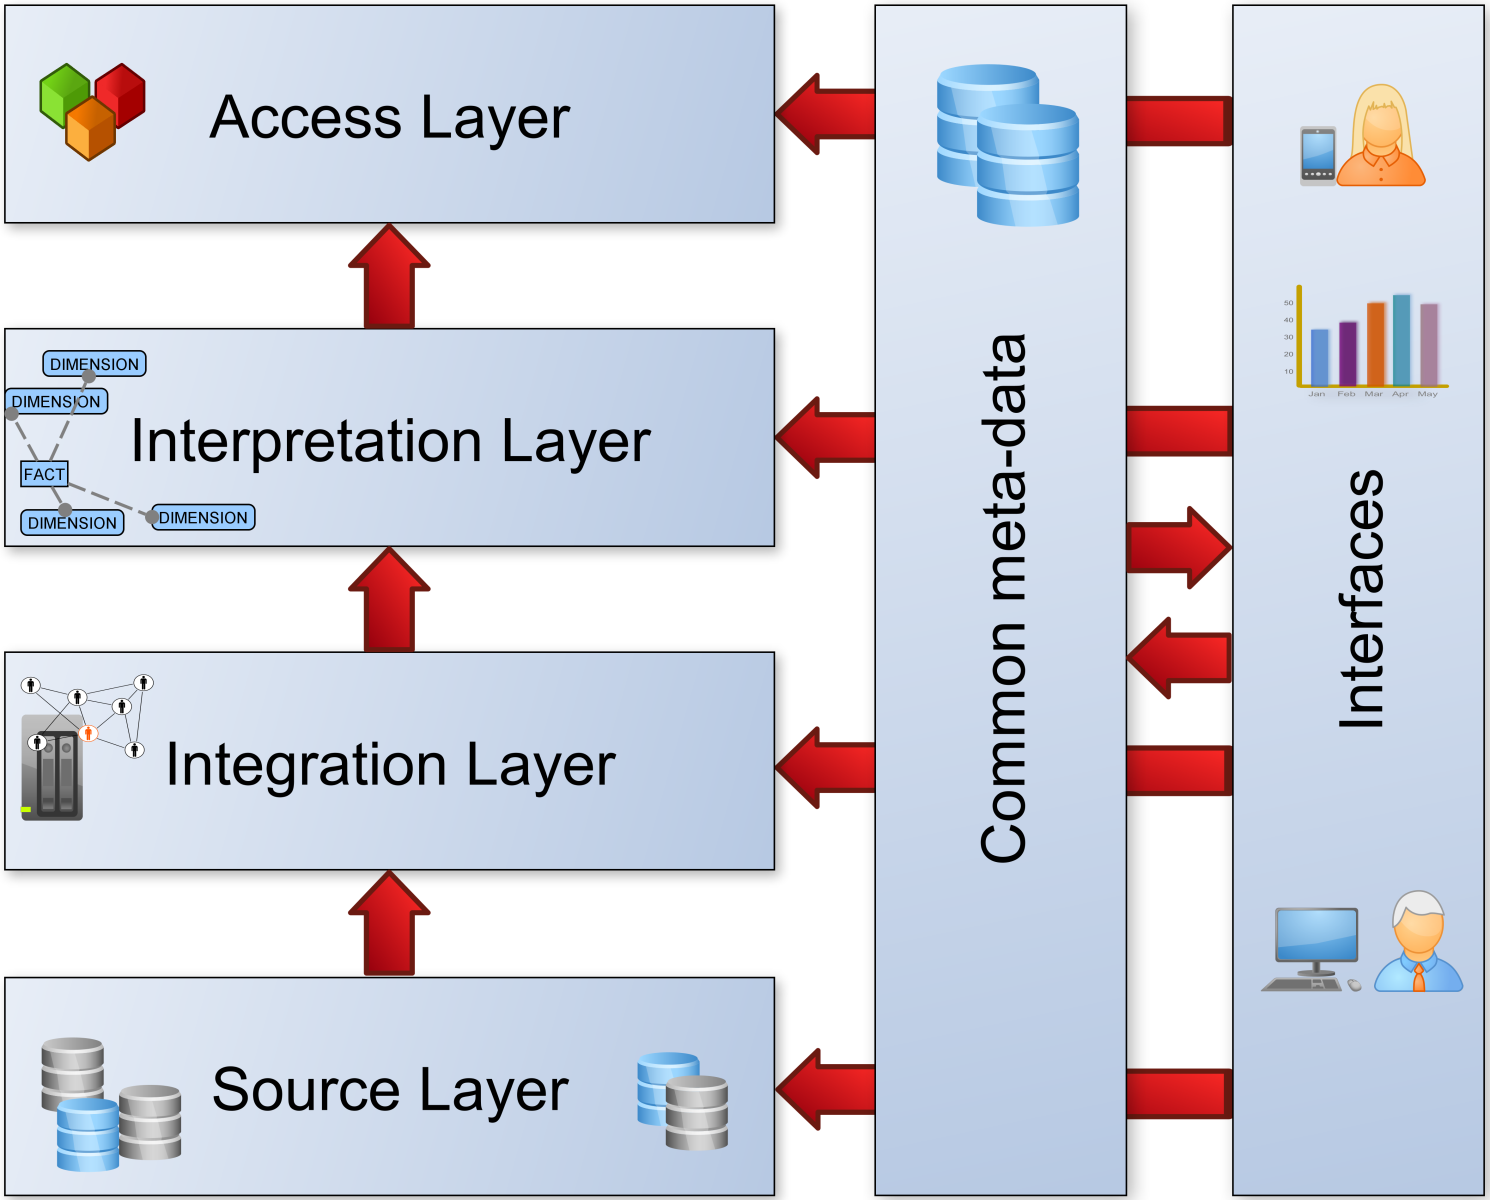 Access Layer
DIMENSION
DIMENSION
Interpretation Layer
FACT
DIMENSION
DIMENSION
Integration Layer
Source Layer
Common meta-data
50
40
30
20
10
Jan Feb Mar Apr May
Interfaces